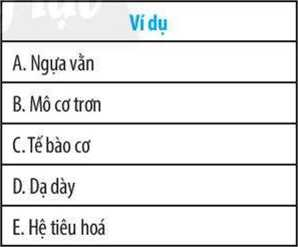 Ví dụ
A. Ngựa vằn
B. Mô cơ trơn
C. Tế bào cơ
D. Dạ dày
E. Hệ tiêu hoá